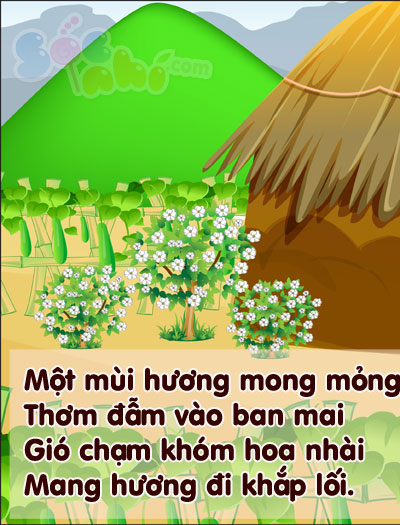 Một mùi hương mong mỏng
Thơm đẫm vào ban mai
Gió chạm khóm hoa nhài
Mang hương đi khắp lối.